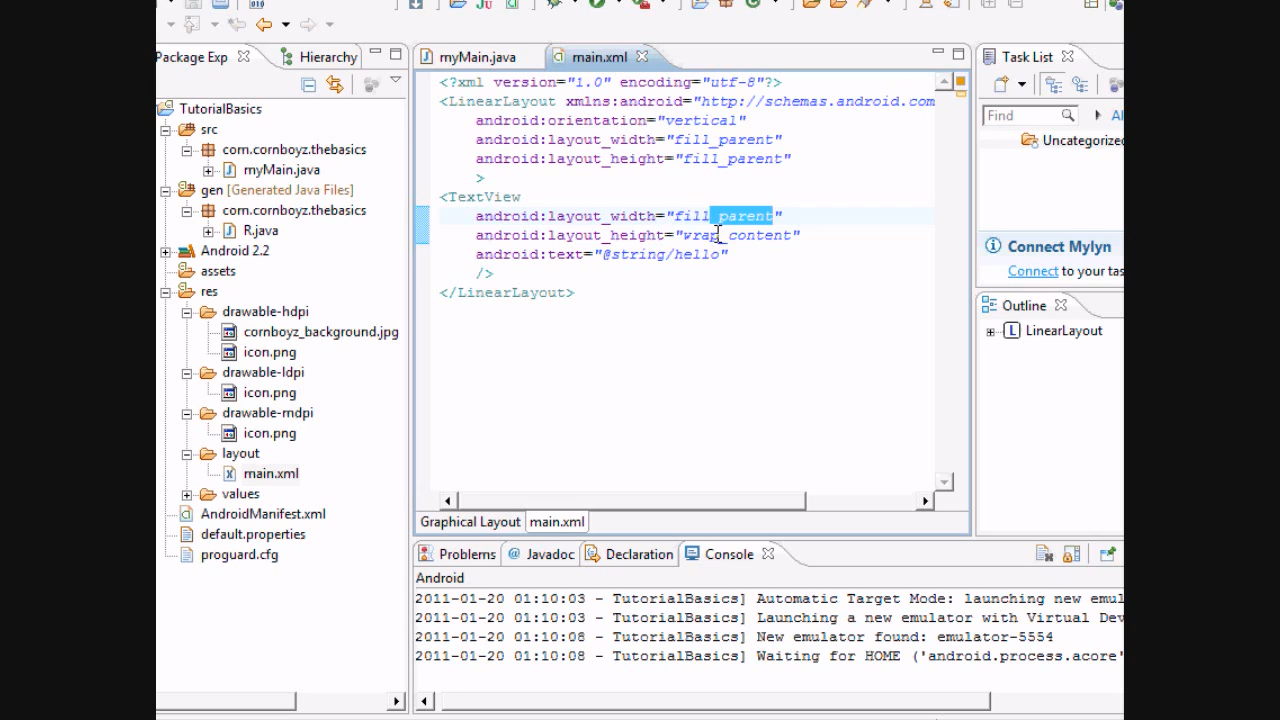 Package Exp
Hierarchy
TutorialBasics
src
com.cornboyz.thebasics
myMain.java
gen [Generated Java Files]
com.cornboyz.thebasics
R.java
Android 2.2
assets
res
drawable-hdpi
cornboyz_background.jpg
icon.png
drawable-ldpi
icon.png
drawable-mdpi
icon.png
layout
main.xml
values
AndroidManifest.xml
default.properties
proguard.cfg
myMain.java
main.xml
<?xml version="1.0" encoding="utf-8"?>
<LinearLayout xmlns:android="http://schemas.android.com
android:orientation="vertical"
android:layout_width="fill_parent"
android:layout_height="fill_parent"
>
<TextView
android:layout_width="fill_parent"
android:layout_height="wrap_content"
android:text="@string/hello"
/>
</LinearLayout>
Graphical Layout
main.xml
Problems
@ Javadoc
Declaration
Console
Android
2011-01-20 01:10:03 - TutorialBasics] Automatic Target Mode: launching new emul
2011-01-20 01:10:03 - TutorialBasics] Launching a new emulator with Virtual Dev
2011-01-20 01:10:08 - TutorialBasics] New emulator found: emulator-5554
2011-01-20 01:10:08 - TutorialBasics] Waiting for HOME ('android.process.acore'
Task List
Find
Al
Uncategorized
Connect Mylyn
Connect to your tas
Outline
LinearLayout